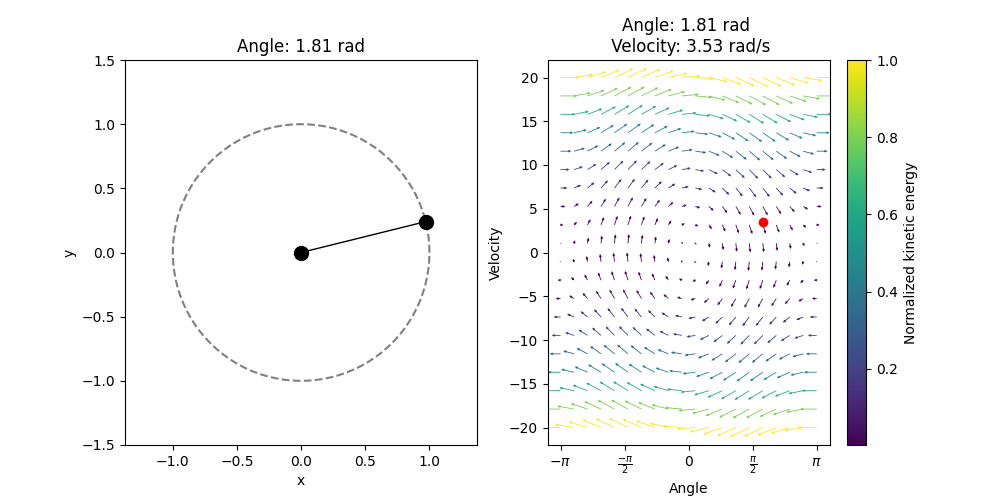 Angle: 1.81 rad
1.5
1.0
0.5
0.0
−0.5
−1.0
−1.5
y
−1.0
−0.5
0.0
0.5
1.0
x
Angle: 1.81 rad
Velocity: 3.53 rad/s
20
15
10
5
0
−5
−10
−15
−20
Velocity
−π
−π/2
0
π/2
π
Angle
1.0
0.8
0.6
0.4
0.2
Normalized kinetic energy